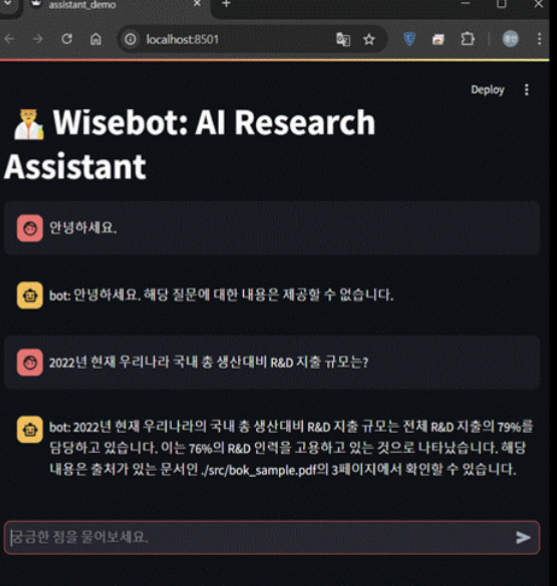 assistant_demo
localhost:8501
Deploy
Wisebot: AI Research
Assistant
안녕하세요.
bot: 안녕하세요. 해당 질문에 대한 내용은 제공할 수 없습니다.
2022년 현재 우리나라 국내 총 생산대비 R&D 지출 규모는?
bot: 2022년 현재 우리나라의 국내 총 생산대비 R&D 지출 규모는 전체 R&D 지출의 79%를
담당하고 있습니다. 이는 76%의 R&D 인력을 고용하고 있는 것으로 나타났습니다. 해당
내용은 출처가 있는 문서인 ./src/bok_sample.pdf의 3페이지에서 확인할 수 있습니다.
궁금한 점을 물어보세요.